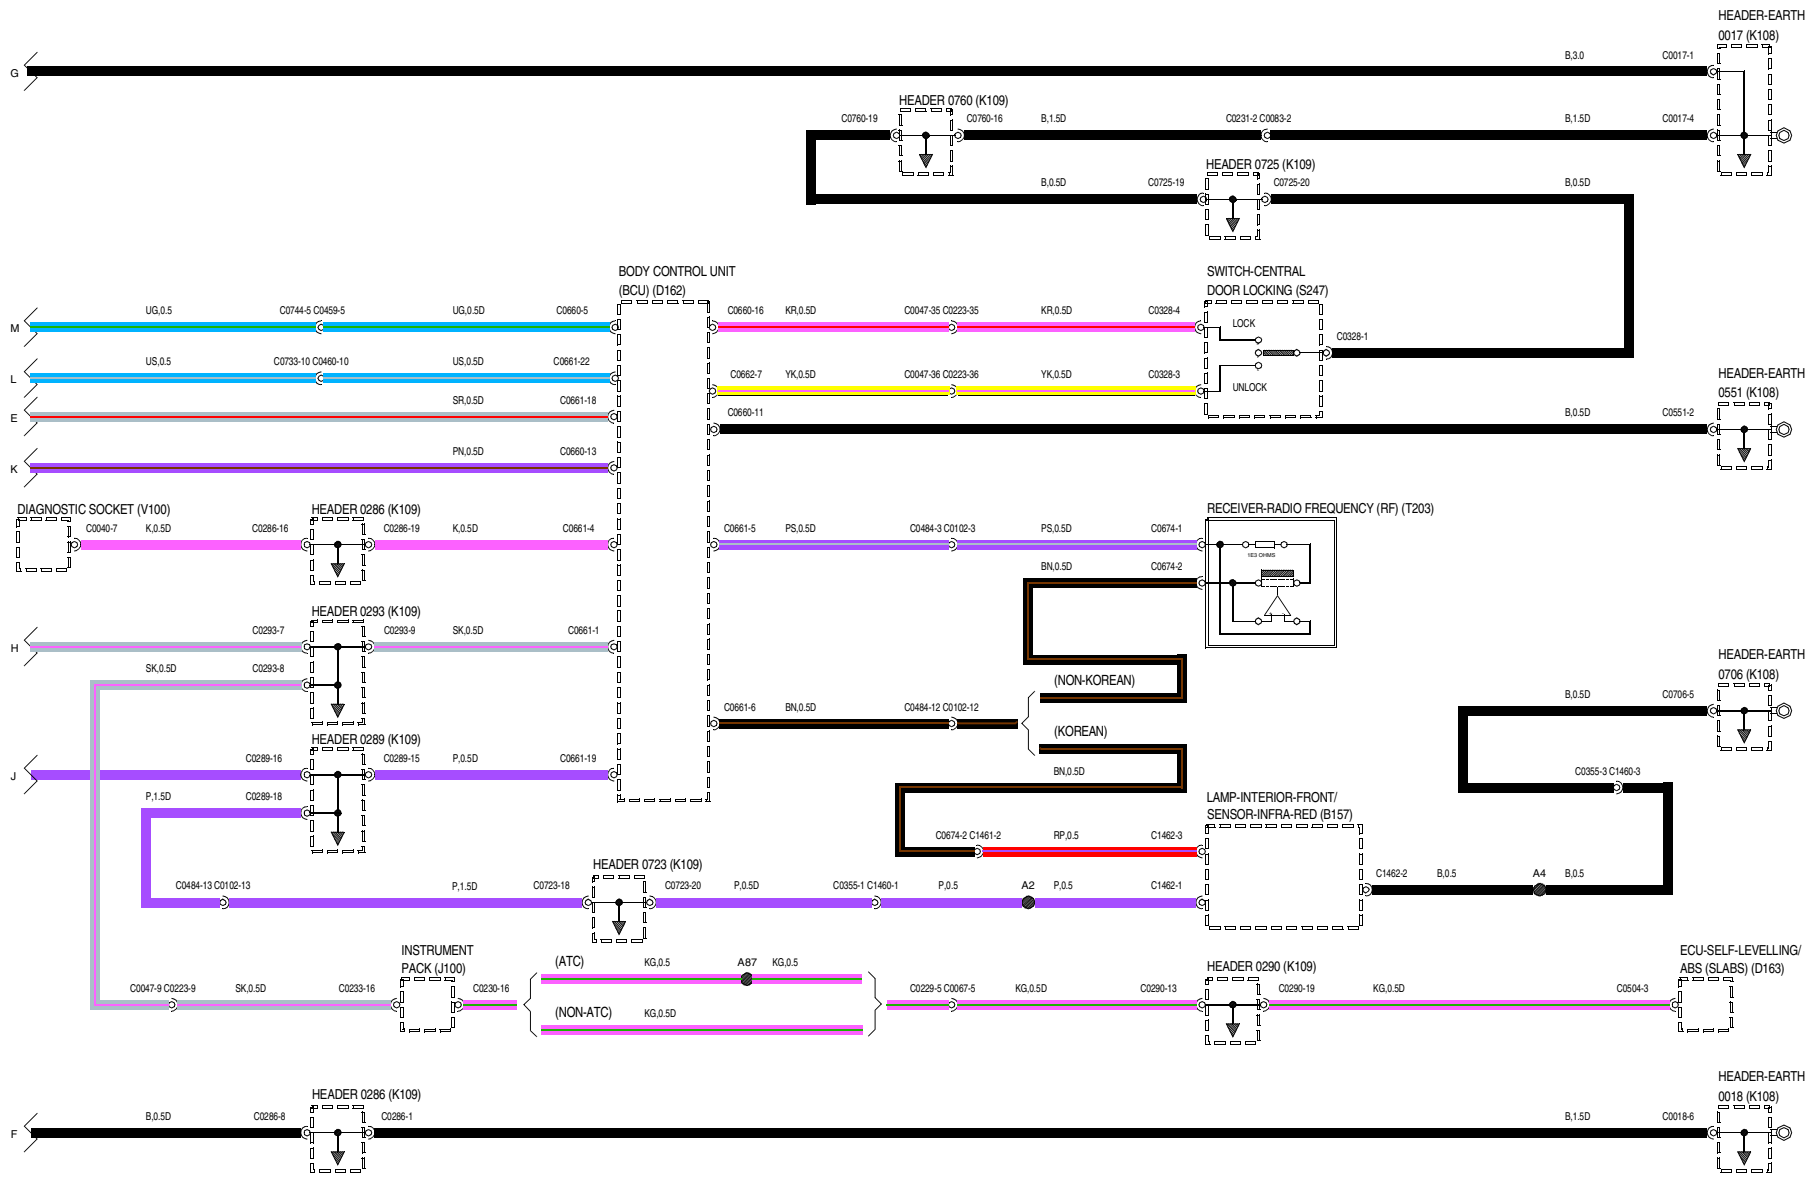 HEADER-EARTH
0017 (K108)
B,3.0 C0017-1
G
HEADER 0760 (K109)
C0760-19 C0760-16 B,1.5D C0231-2 C0083-2 B,1.5D C0017-4
HEADER 0725 (K109)
B,0.5D C0725-19 C0725-20 B,0.5D
BODY CONTROL UNIT
(BCU) (D162)
SWITCH-CENTRAL
DOOR LOCKING (S247)
M
UG,0.5 C0744-5 C0459-5 UG,0.5D C0660-5
C0660-16 KR,0.5D C0047-35 C0223-35 KR,0.5D C0328-4
LOCK
C0328-1
L
US,0.5 C0733-10 C0460-10 US,0.5D C0661-22
C0662-7 YK,0.5D C0047-36 C0223-36 YK,0.5D C0328-3
UNLOCK
HEADER-EARTH
0551 (K108)
E
SR,0.5D C0661-18
C0660-11 B,0.5D C0551-2
K
PN,0.5D C0660-13
DIAGNOSTIC SOCKET (V100)
HEADER 0286 (K109)
RECEIVER-RADIO FREQUENCY (RF) (T203)
C0040-7 K,0.5D C0286-16 C0286-19 K,0.5D C0661-4
C0661-5 PS,0.5D C0484-3 C0102-3 PS,0.5D C0674-1
1E3 OHMS
BN,0.5D C0674-2
HEADER 0293 (K109)
H
C0293-7 C0293-9 SK,0.5D C0661-1
SK,0.5D C0293-8
HEADER-EARTH
0706 (K108)
(NON-KOREAN)
B,0.5D C0706-5
C0661-6 BN,0.5D C0484-12 C0102-12
(KOREAN)
HEADER 0289 (K109)
J
C0289-16 C0289-15 P,0.5D C0661-19
BN,0.5D
C0355-3 C1460-3
P,1.5D C0289-18
LAMP-INTERIOR-FRONT/
SENSOR-INFRA-RED (B157)
C0674-2 C1461-2 RP,0.5 C1462-3
HEADER 0723 (K109)
C1462-2 B,0.5 A4 B,0.5
C0484-13 C0102-13 P,1.5D C0723-18 C0723-20 P,0.5D C0355-1 C1460-1 P,0.5 A2 P,0.5 C1462-1
INSTRUMENT
PACK (J100)
(ATC) KG,0.5 A87 KG,0.5
HEADER 0290 (K109)
ECU-SELF-LEVELLING/
ABS (SLABS) (D163)
C0047-9 C0223-9 SK,0.5D C0233-16 C0230-16
C0229-5 C0067-5 KG,0.5D C0290-13 C0290-19 KG,0.5D C0504-3
(NON-ATC) KG,0.5D
HEADER 0286 (K109)
HEADER-EARTH
0018 (K108)
F
B,0.5D C0286-8 C0286-1 B,1.5D C0018-6